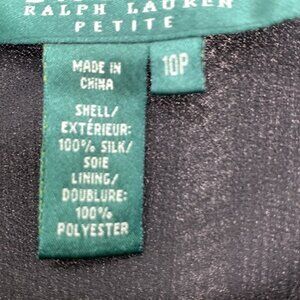 RALPH LAUREN
PETITE
10P
MADE IN
CHINA
SHELL/
EXTÉRIEUR:
100% SILK/
SOIE
LINING/
DOUBLURE:
100%
POLYESTER